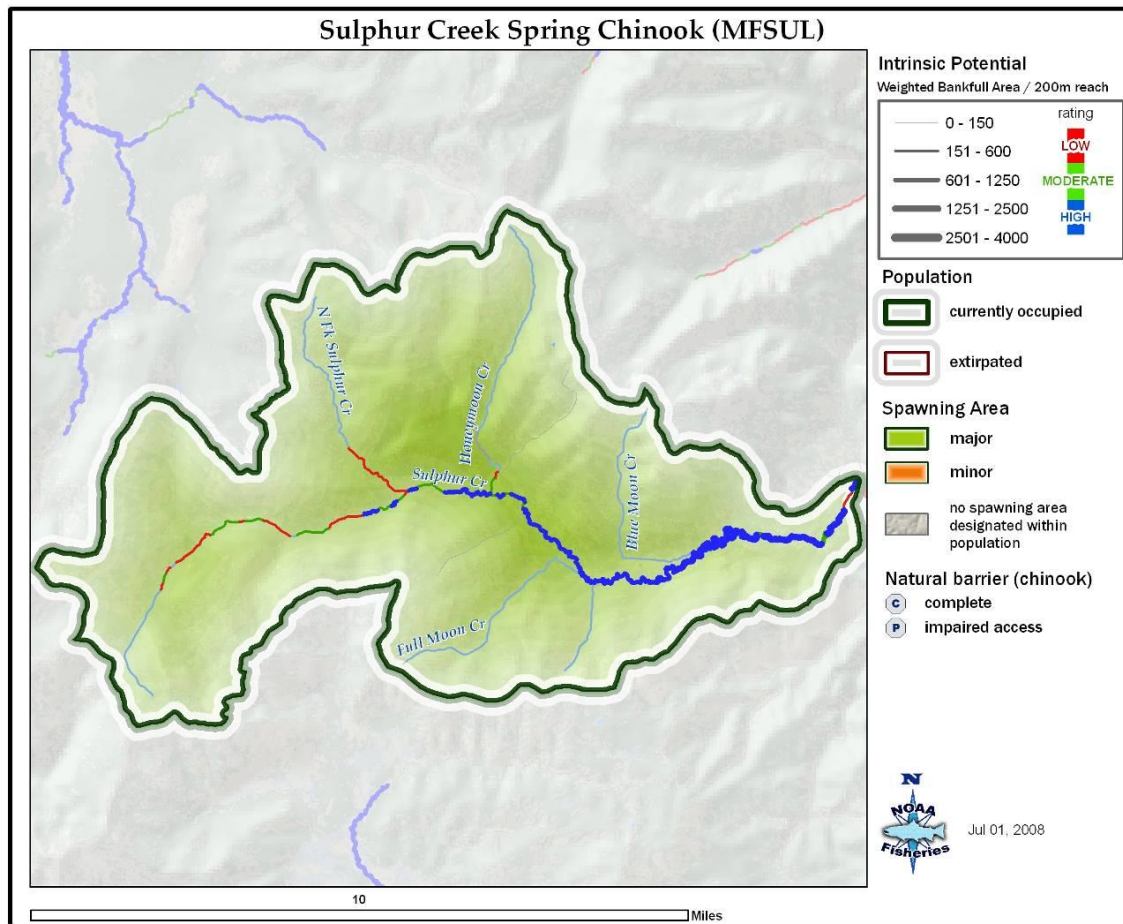 Sulphur Creek Spring Chinook (MFSUL)
Intrinsic Potential
Weighted Bankfull Area / 200m reach
rating
0 - 150
151 - 600
601 - 1250
1251 - 2500
2501 - 4000
LOW
MODERATE
HIGH
Population
currently occupied
extirpated
Spawning Area
major
minor
no spawning area
designated within
population
Natural barrier (chinook)
C complete
P impaired access
N Fk Sulphur Cr
Honeymoon Cr
Sulphur Cr
Blue Moon Cr
Full Moon Cr
N
NOAA
Fisheries
Jul 01, 2008
10
Miles